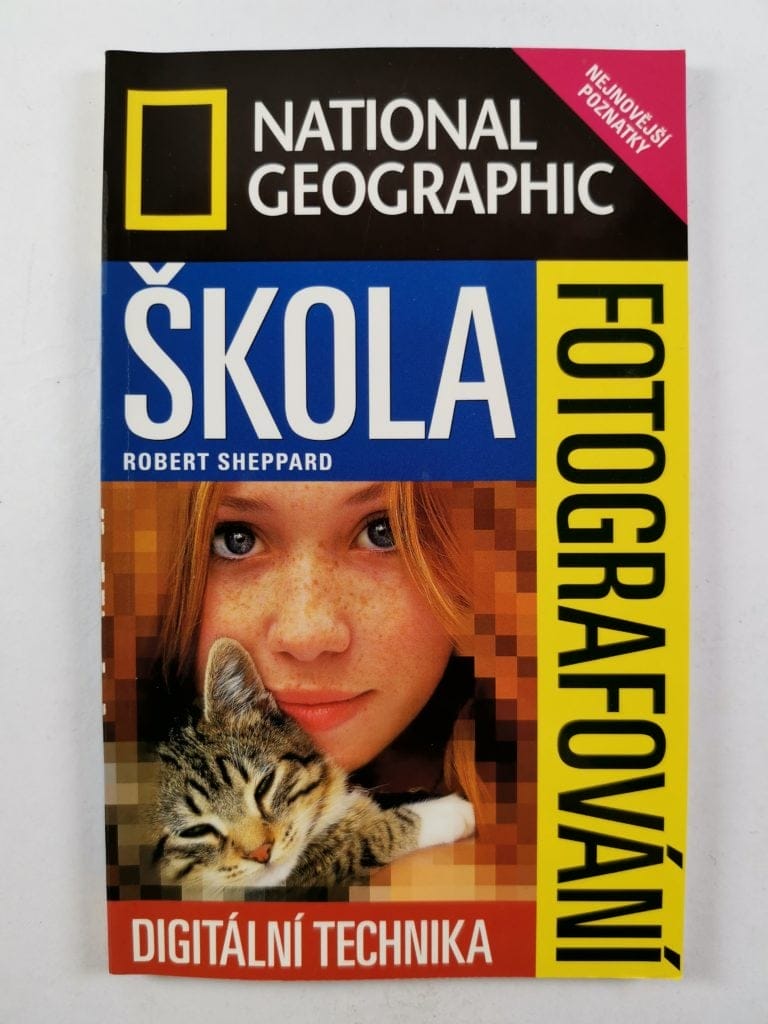 NATIONAL
GEOGRAPHIC
NEJNOVĚJŠÍ
POZNATKY
ŠKOLA
ROBERT SHEPPARD
FOTOGRAFOVÁNÍ
DIGITÁLNÍ TECHNIKA